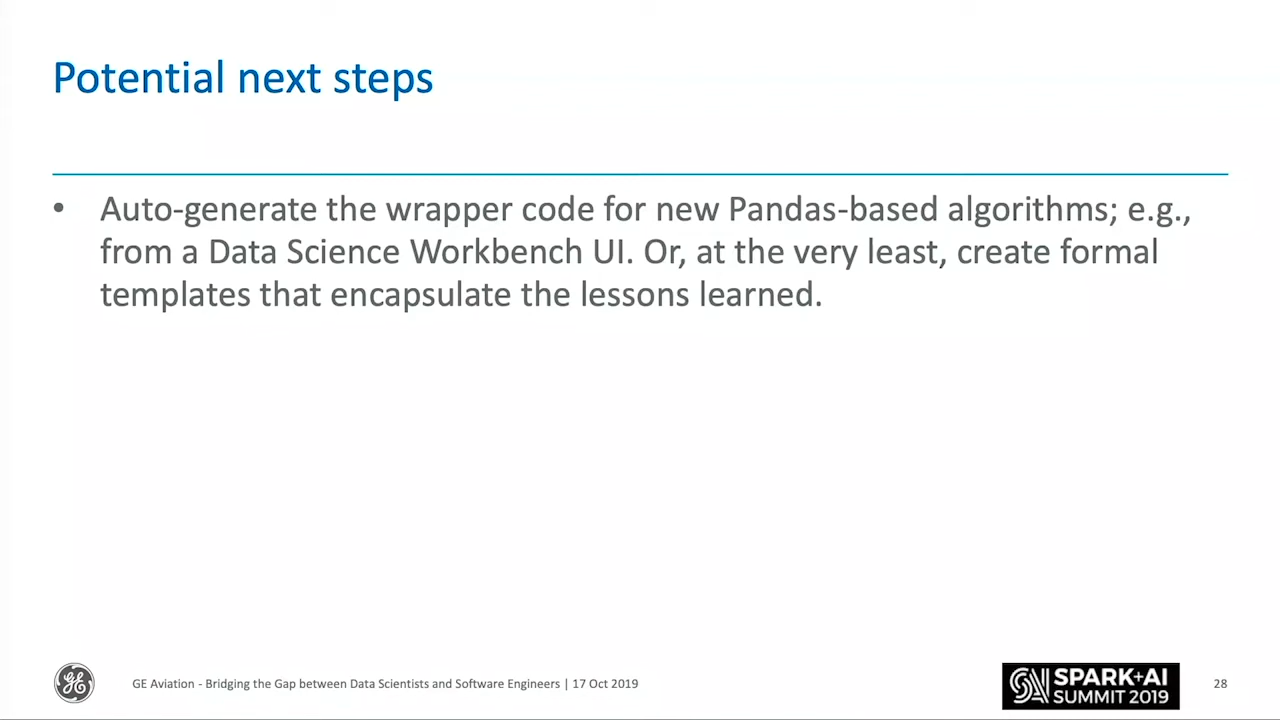 Potential next steps
• Auto-generate the wrapper code for new Pandas-based algorithms; e.g.,
from a Data Science Workbench UI. Or, at the very least, create formal
templates that encapsulate the lessons learned.
GE Aviation - Bridging the Gap between Data Scientists and Software Engineers | 17 Oct 2019
SPARK+AI
SUMMIT 2019
28